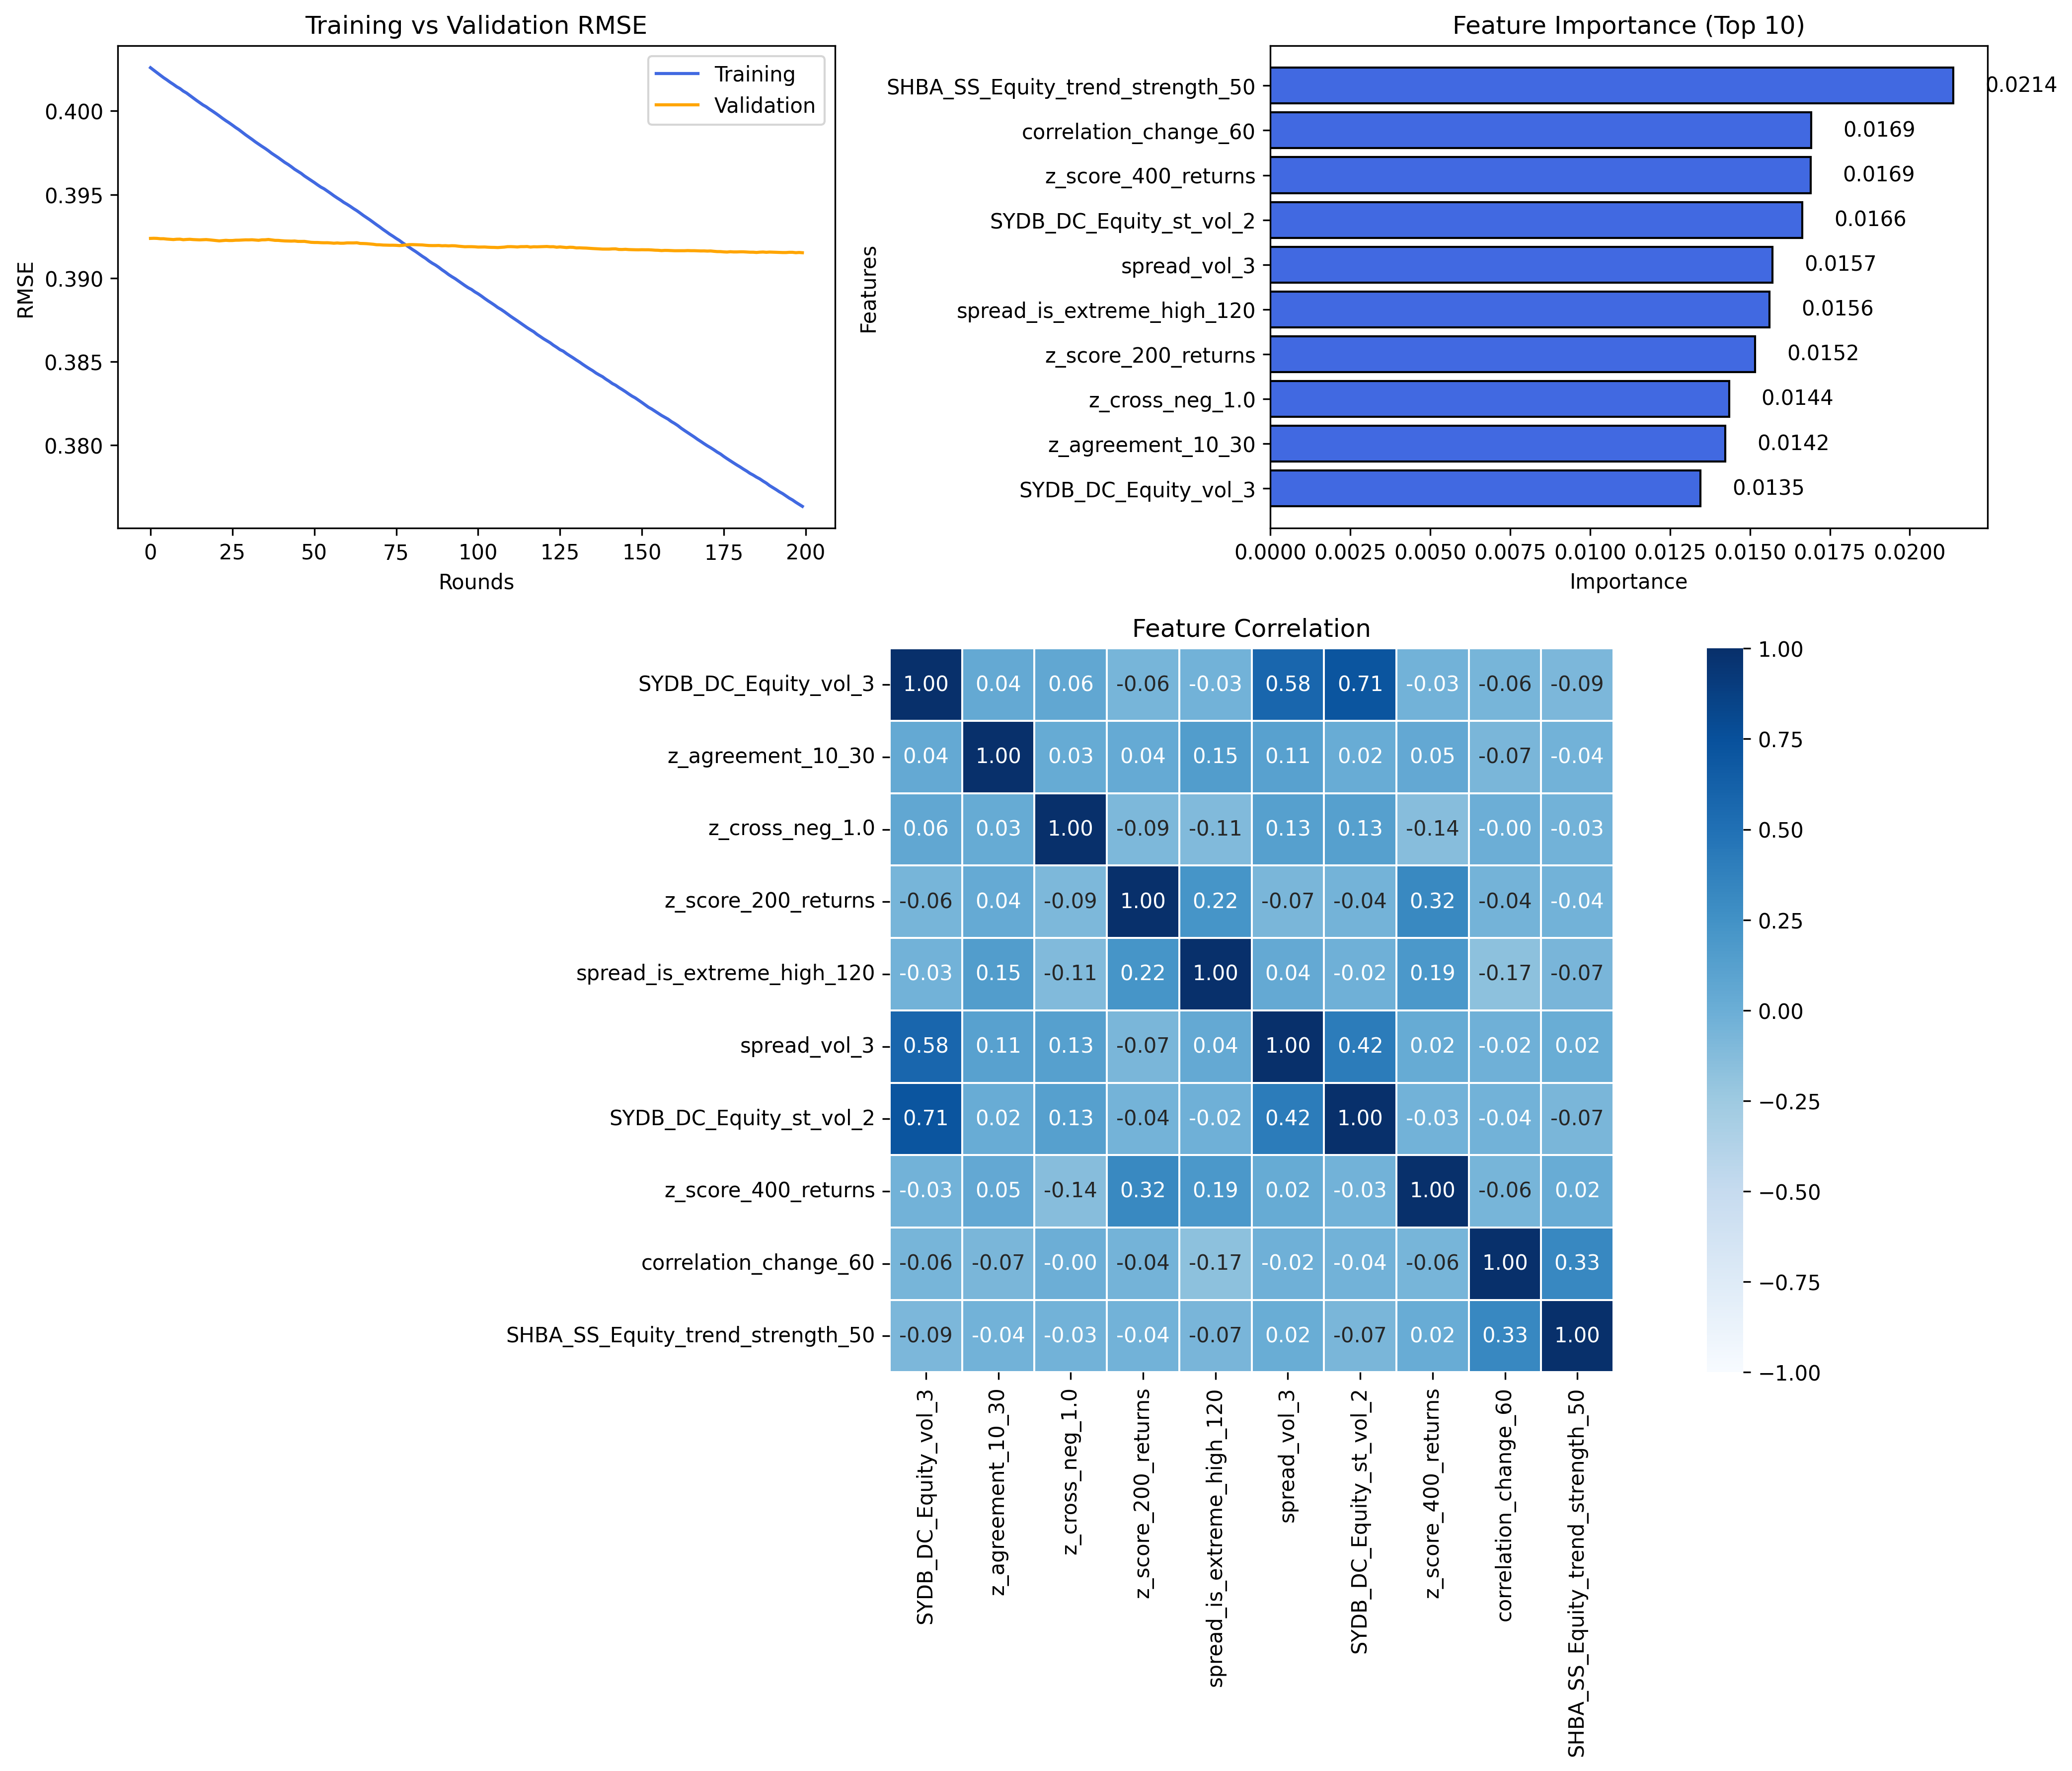 Training vs Validation RMSE
Training
Validation
0.400
0.395
0.390
0.385
0.380
RMSE
0 25 50 75 100 125 150 175 200
Rounds
Feature Importance (Top 10)
Features
SHBA_SS_Equity_trend_strength_50 0.0214
correlation_change_60 0.0169
z_score_400_returns 0.0169
SYDB_DC_Equity_st_vol_2 0.0166
spread_vol_3 0.0157
spread_is_extreme_high_120 0.0156
z_score_200_returns 0.0152
z_cross_neg_1.0 0.0144
z_agreement_10_30 0.0142
SYDB_DC_Equity_vol_3 0.0135
0.0000 0.0025 0.0050 0.0075 0.0100 0.0125 0.0150 0.0175 0.0200
Importance
Feature Correlation
SYDB_DC_Equity_vol_3 1.00 0.04 0.06 -0.06 -0.03 0.58 0.71 -0.03 -0.06 -0.09
z_agreement_10_30 0.04 1.00 0.03 0.04 0.15 0.11 0.02 0.05 -0.07 -0.04
z_cross_neg_1.0 0.06 0.03 1.00 -0.09 -0.11 0.13 0.13 -0.14 -0.00 -0.03
z_score_200_returns -0.06 0.04 -0.09 1.00 0.22 -0.07 -0.04 0.32 -0.04 -0.04
spread_is_extreme_high_120 -0.03 0.15 -0.11 0.22 1.00 0.04 -0.02 0.19 -0.17 -0.07
spread_vol_3 0.58 0.11 0.13 -0.07 0.04 1.00 0.42 0.02 -0.02 0.02
SYDB_DC_Equity_st_vol_2 0.71 0.02 0.13 -0.04 -0.02 0.42 1.00 -0.03 -0.04 -0.07
z_score_400_returns -0.03 0.05 -0.14 0.32 0.19 0.02 -0.03 1.00 -0.06 0.02
correlation_change_60 -0.06 -0.07 -0.00 -0.04 -0.17 -0.02 -0.04 -0.06 1.00 0.33
SHBA_SS_Equity_trend_strength_50 -0.09 -0.04 -0.03 -0.04 -0.07 0.02 -0.07 0.02 0.33 1.00
SYDB_DC_Equity_vol_3
z_agreement_10_30
z_cross_neg_1.0
z_score_200_returns
spread_is_extreme_high_120
spread_vol_3
SYDB_DC_Equity_st_vol_2
z_score_400_returns
correlation_change_60
SHBA_SS_Equity_trend_strength_50
1.00
0.75
0.50
0.25
0.00
−0.25
−0.50
−0.75
−1.00